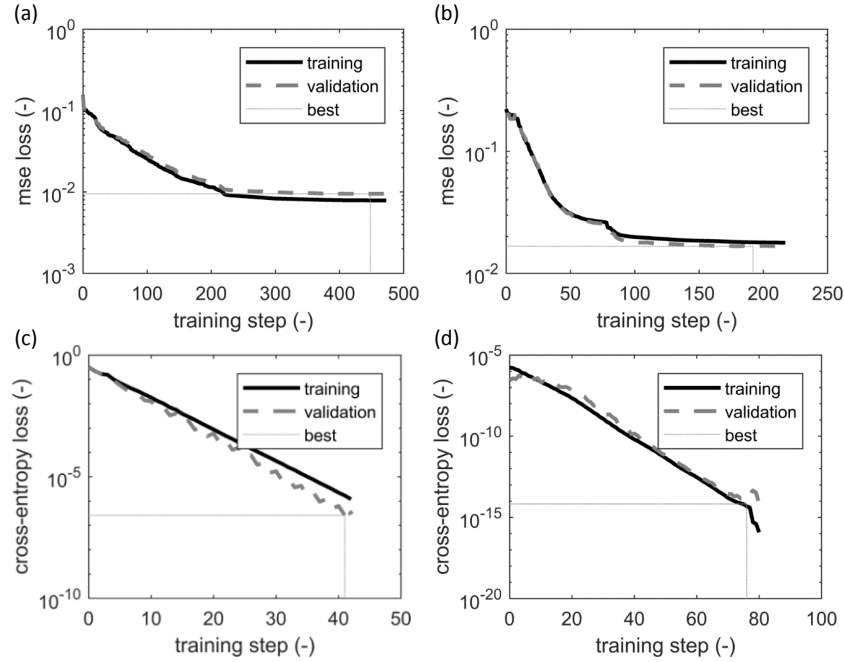 (a)
10^0
10^-1
10^-2
10^-3
mse loss (-)
training
validation
best
0 100 200 300 400 500
training step (-)
(b)
10^0
10^-1
10^-2
mse loss (-)
training
validation
best
0 50 100 150 200 250
training step (-)
(c)
10^0
10^-5
10^-10
cross-entropy loss (-)
training
validation
best
0 10 20 30 40 50
training step (-)
(d)
10^-5
10^-10
10^-15
10^-20
cross-entropy loss (-)
training
validation
best
0 20 40 60 80 100
training step (-)